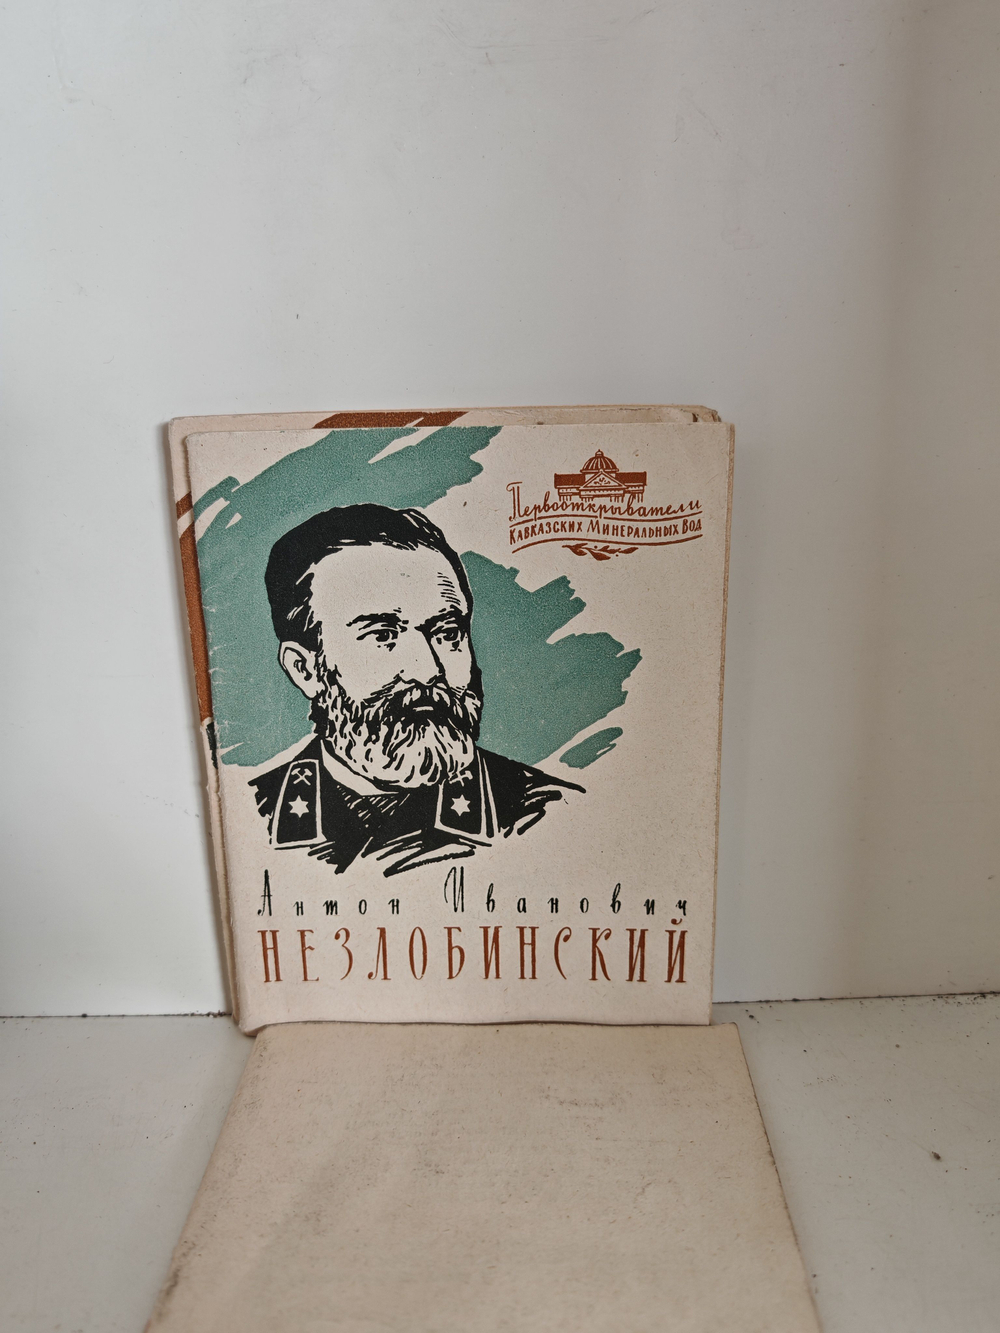 Первооткрыватели
Кавказских Минеральных Вод
Антон Иванович
НЕЗЛОБИНСКИЙ